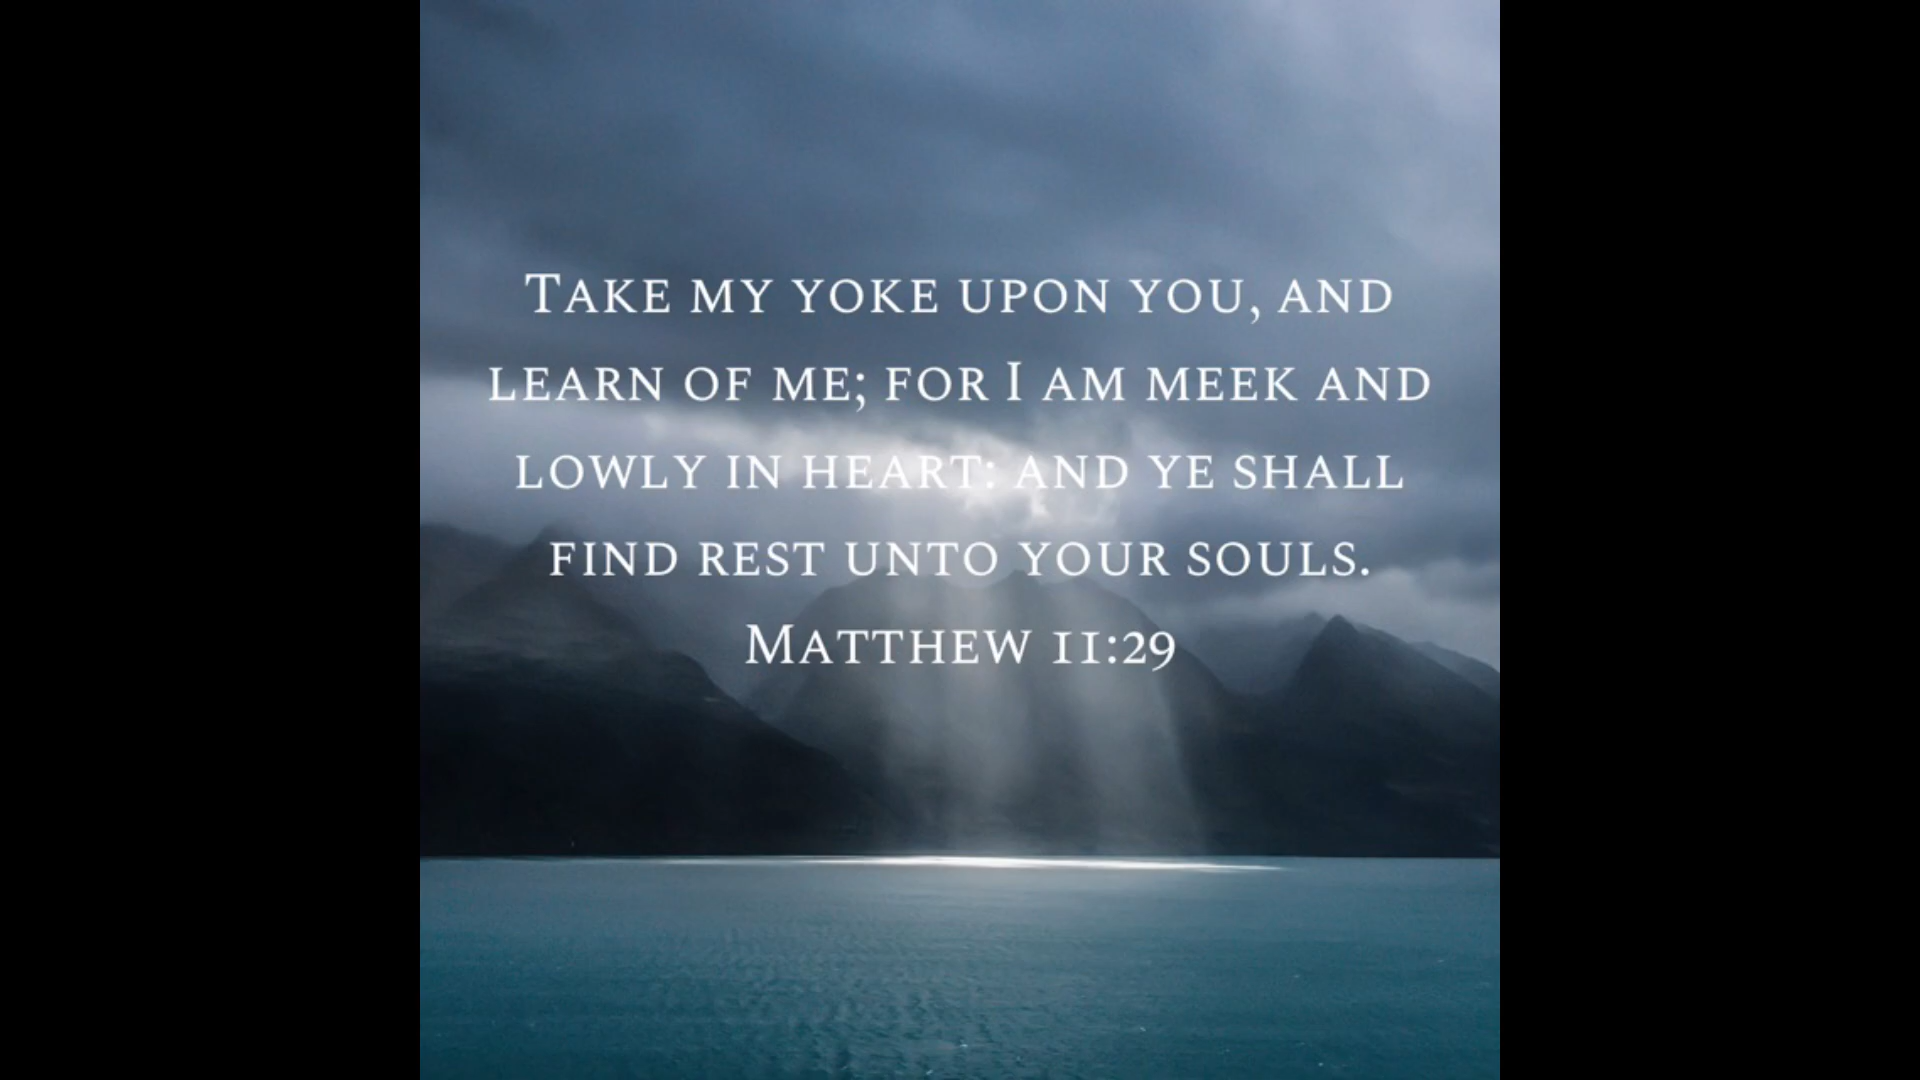 Take my yoke upon you, and
learn of me; for I am meek and
lowly in heart: and ye shall
find rest unto your souls.
Matthew 11:29